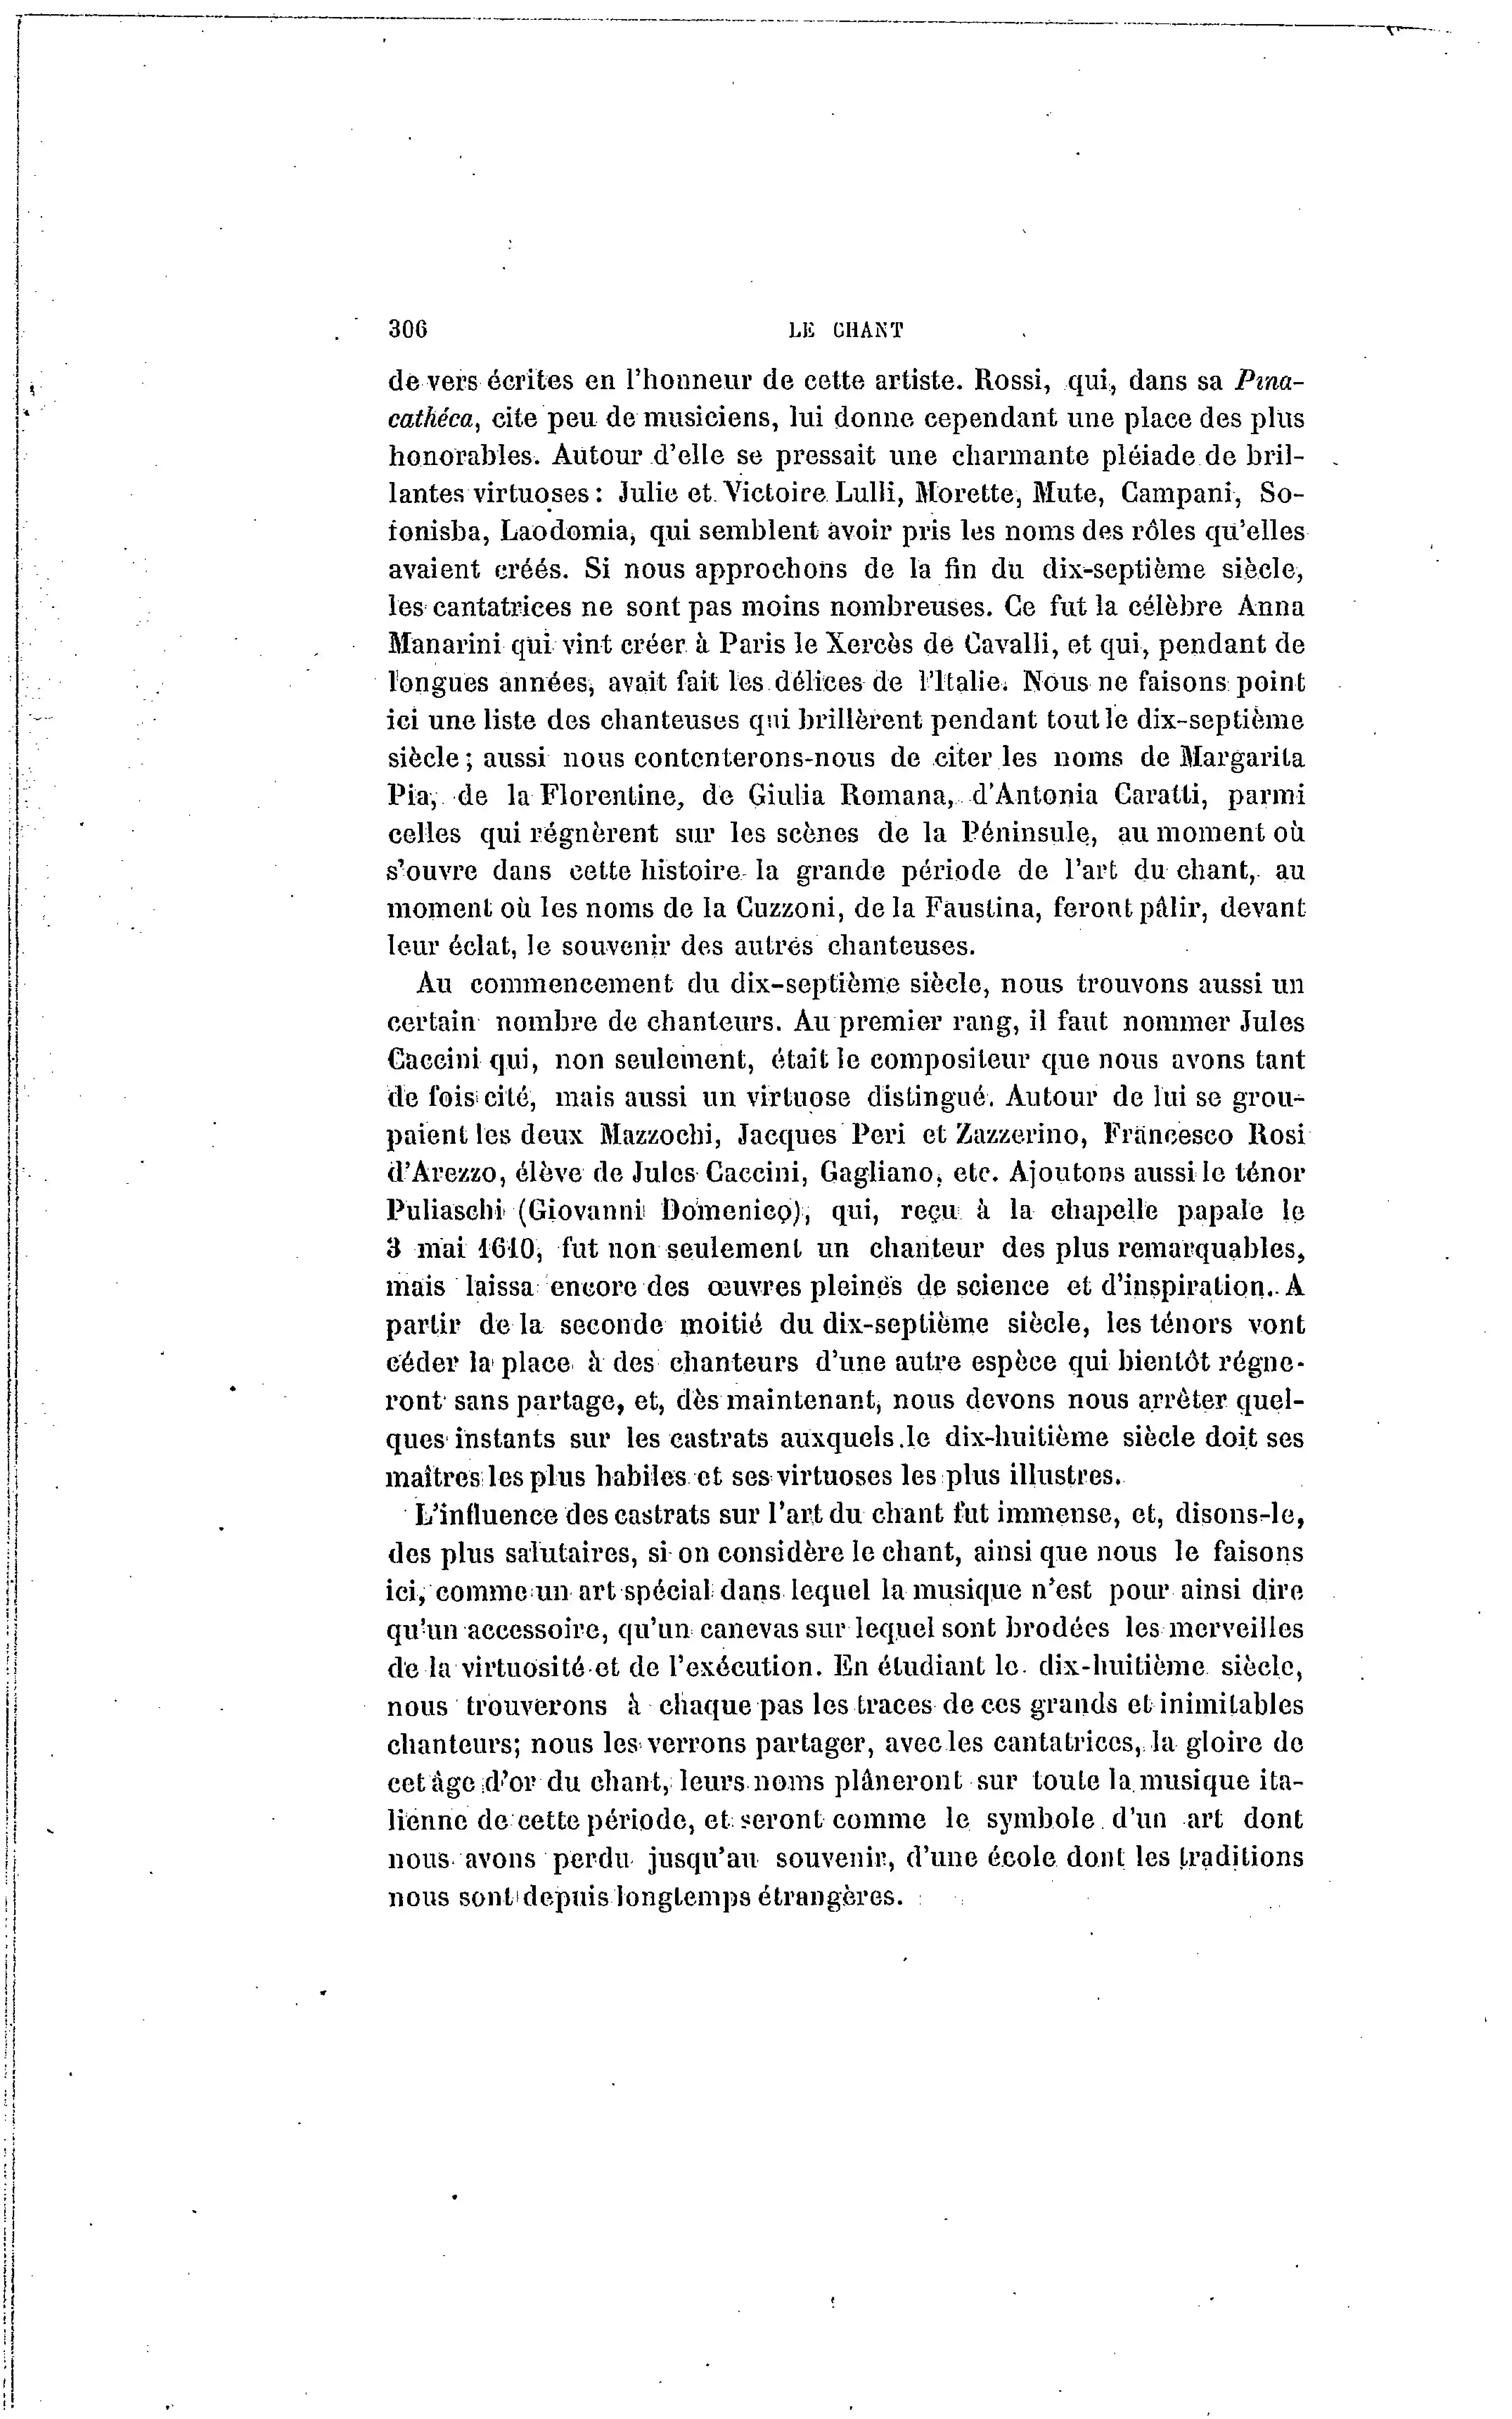 306
LE CHANT
de vers écrites en l'honneur de cette artiste. Rossi, qui, dans sa Pina-
cathéca, cite peu de musiciens, lui donne cependant une place des plus
honorables. Autour d'elle se pressait une charmante pléiade de bril-
lantes virtuoses : Julie et Victoire Lulli, Morette, Mute, Campani, So-
fonisba, Laodomia, qui semblent avoir pris les noms des rôles qu'elles
avaient créés. Si nous approchons de la fin du dix-septième siècle,
les cantatrices ne sont pas moins nombreuses. Ce fut la célèbre Anna
Manarini qui vint créer à Paris le Xercès de Cavalli, et qui, pendant de
longues années, avait fait les délices de l'Italie. Nous ne faisons point
ici une liste des chanteuses qui brillèrent pendant tout le dix-septième
siècle ; aussi nous contenterons-nous de citer les noms de Margarita
Pia, de la Florentine, de Giulia Romana, d'Antonia Caratti, parmi
celles qui régnèrent sur les scènes de la Péninsule, au moment où
s'ouvre dans cette histoire la grande période de l'art du chant, au
moment où les noms de la Cuzzoni, de la Faustina, feront pâlir, devant
leur éclat, le souvenir des autres chanteuses.
Au commencement du dix-septième siècle, nous trouvons aussi un
certain nombre de chanteurs. Au premier rang, il faut nommer Jules
Caccini qui, non seulement, était le compositeur que nous avons tant
de fois cité, mais aussi un virtuose distingué. Autour de lui se grou-
paient les deux Mazzochi, Jacques Peri et Zazzerino, Francesco Rosi
d'Arezzo, élève de Jules Caccini, Gagliano, etc. Ajoutons aussi le ténor
Puliaschi (Giovanni Domenico), qui, reçu à la chapelle papale le
3 mai 1610, fut non seulement un chanteur des plus remarquables,
mais laissa encore des œuvres pleines de science et d'inspiration. A
partir de la seconde moitié du dix-septième siècle, les ténors vont
céder la place à des chanteurs d'une autre espèce qui bientôt régne-
ront sans partage, et, dès maintenant, nous devons nous arrêter quel-
ques instants sur les castrats auxquels le dix-huitième siècle doit ses
maîtres les plus habiles et ses virtuoses les plus illustres.
L'influence des castrats sur l'art du chant fut immense, et, disons-le,
des plus salutaires, si on considère le chant, ainsi que nous le faisons
ici, comme un art spécial dans lequel la musique n'est pour ainsi dire
qu'un accessoire, qu'un canevas sur lequel sont brodées les merveilles
de la virtuosité et de l'exécution. En étudiant le dix-huitième siècle,
nous trouverons à chaque pas les traces de ces grands et inimitables
chanteurs; nous les verrons partager, avec les cantatrices, la gloire de
cet âge d'or du chant, leurs noms plâneront sur toute la musique ita-
lienne de cette période, et seront comme le symbole d'un art dont
nous avons perdu jusqu'au souvenir, d'une école dont les traditions
nous sont depuis longtemps étrangères.